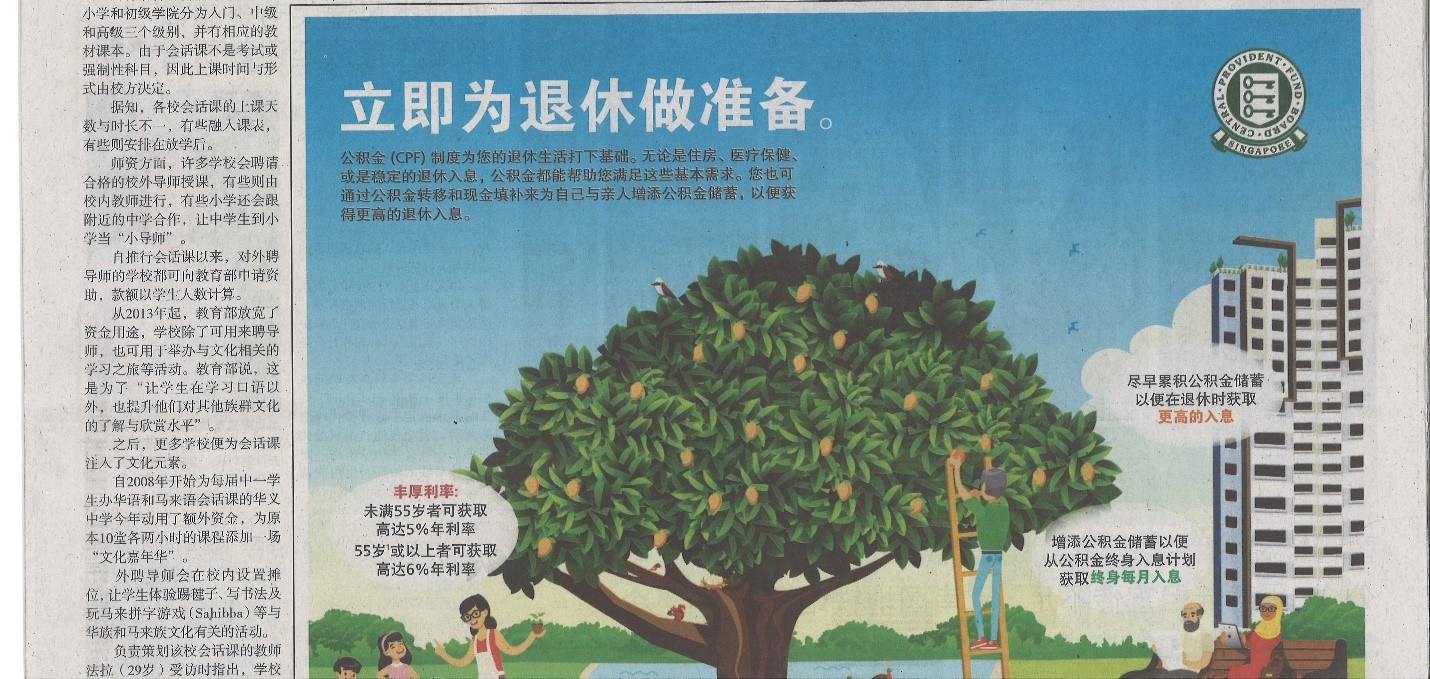 小学和初级学院分为入门、中级
和高级三个级别，并有相应的教
材课本。由于会话课不是考试或
强制性科目，因此上课时间与形
式由校方决定。
据知，各校会话课的上课天
数与时长不一，有些融入课表，
有些则安排在放学后。
师资方面，许多学校会聘请
合格的校外导师授课，有些则由
校内教师进行，有些小学还会跟
附近的中学合作，让中学生到小
学当“小导师”。
自推行会话课以来，对外聘
导师的学校都可向教育部申请资
助，款额以学生人数计算。
从2013年起，教育部放宽了
资金用途，学校除了可用来聘导
师，也可用于举办与文化相关的
学习之旅等活动。教育部说，这
是为了“让学生在学习口语以
外，也提升他们对其他族群文化
的了解与欣赏水平”。
之后，更多学校便为会话课
注入了文化元素。
自2008年开始为每届中一学
生办华语和马来语会话课的华义
中学今年动用了额外资金，为原
本10堂各两小时的课程添加一场
“文化嘉年华”。
外聘导师会在校内设置摊
位，让学生体验踢毽子、写书法及
玩马来拼字游戏（Sahibba）等与
华族和马来族文化有关的活动。
负责策划该校会话课的教师
法拉（29岁）受访时指出，学校
立即为退休做准备。
公积金 (CPF) 制度为您的退休生活打下基础。无论是住房、医疗保健、
或是稳定的退休入息，公积金都能帮助您满足这些基本需求。您也可
通过公积金转移和现金填补来为自己与亲人增添公积金储蓄，以便获
得更高的退休入息。
CENTRAL · PROVIDENT · FUND · BOARD
SINGAPORE
尽早累积公积金储蓄
以便在退休时获取
更高的入息
丰厚利率:
未满55岁者可获取
高达5%年利率
55岁¹或以上者可获取
高达6%年利率
增添公积金储蓄以便
从公积金终身入息计划
获取终身每月入息